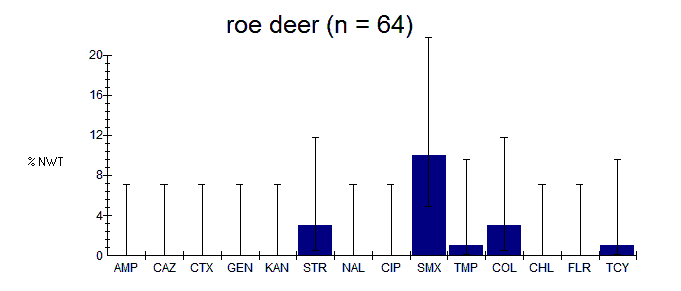 roe deer (n = 64)
20
16
12
% NWT
8
4
0
AMP CAZ CTX GEN KAN STR NAL CIP SMX TMP COL CHL FLR TCY